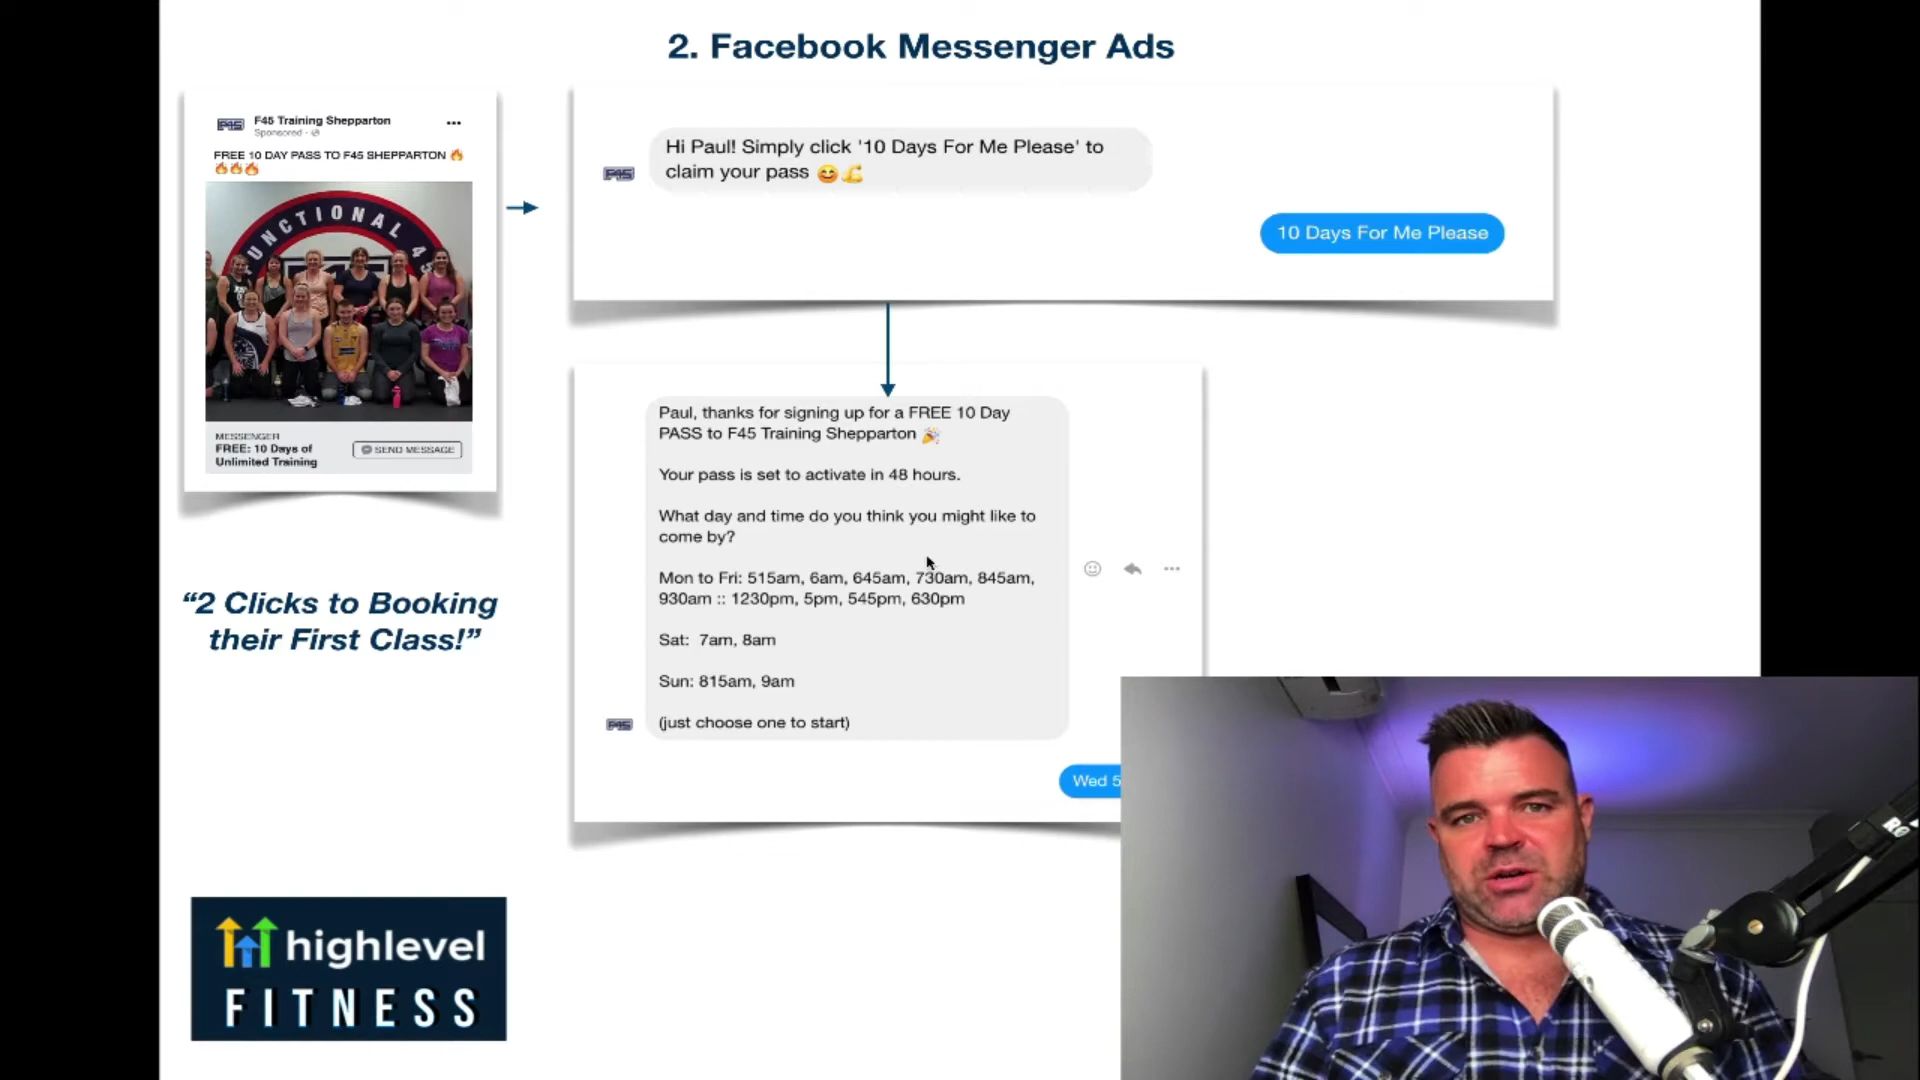 2. Facebook Messenger Ads
F45 Training Shepparton
Sponsored ·
FREE 10 DAY PASS TO F45 SHEPPARTON 🔥
🔥🔥🔥
FUNCTIONAL 45
F45
MESSENGER
FREE: 10 Days of
Unlimited Training
SEND MESSAGE
Hi Paul! Simply click '10 Days For Me Please' to
claim your pass 😊💪
F45
10 Days For Me Please
Paul, thanks for signing up for a FREE 10 Day
PASS to F45 Training Shepparton 🎉
Your pass is set to activate in 48 hours.
What day and time do you think you might like to
come by?
Mon to Fri: 515am, 6am, 645am, 730am, 845am,
930am :: 1230pm, 5pm, 545pm, 630pm
Sat: 7am, 8am
Sun: 815am, 9am
(just choose one to start)
F45
Wed 5
“2 Clicks to Booking
their First Class!”
highlevel
FITNESS